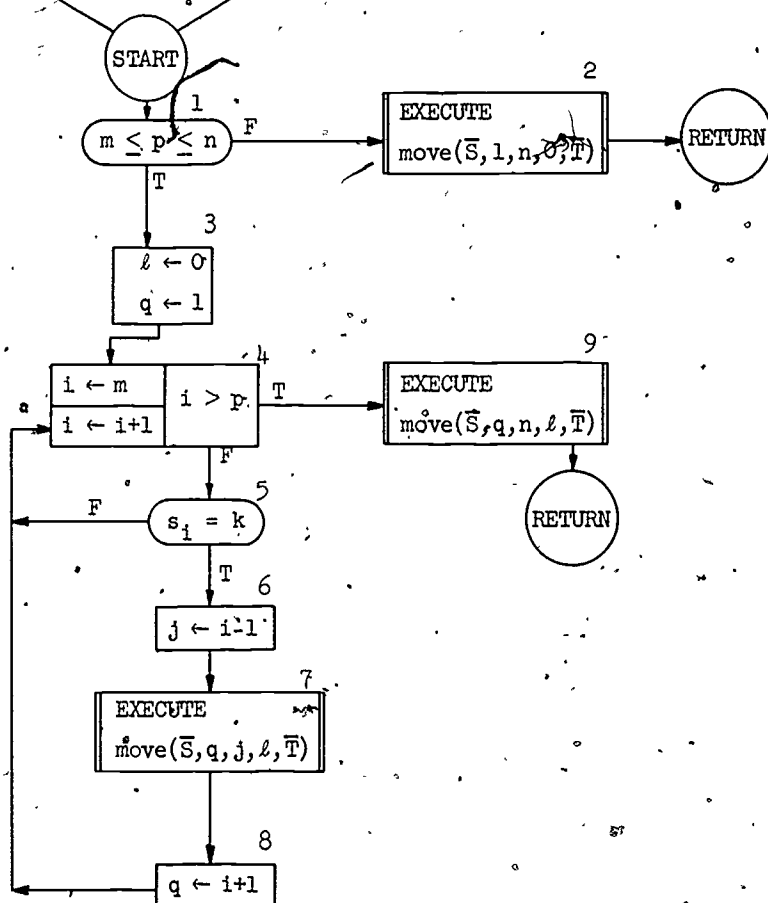 START
1
m ≤ p ≤ n
F
T
2
EXECUTE
move(S̅,1,n,0,T̅)
RETURN
3
ℓ ← 0
q ← 1
4
i ← m
i ← i+1
i > p
T
F
9
EXECUTE
move(S̅,q,n,ℓ,T̅)
RETURN
5
s_i = k
F
T
6
j ← i-1
7
EXECUTE
move(S̅,q,j,ℓ,T̅)
8
q ← i+1